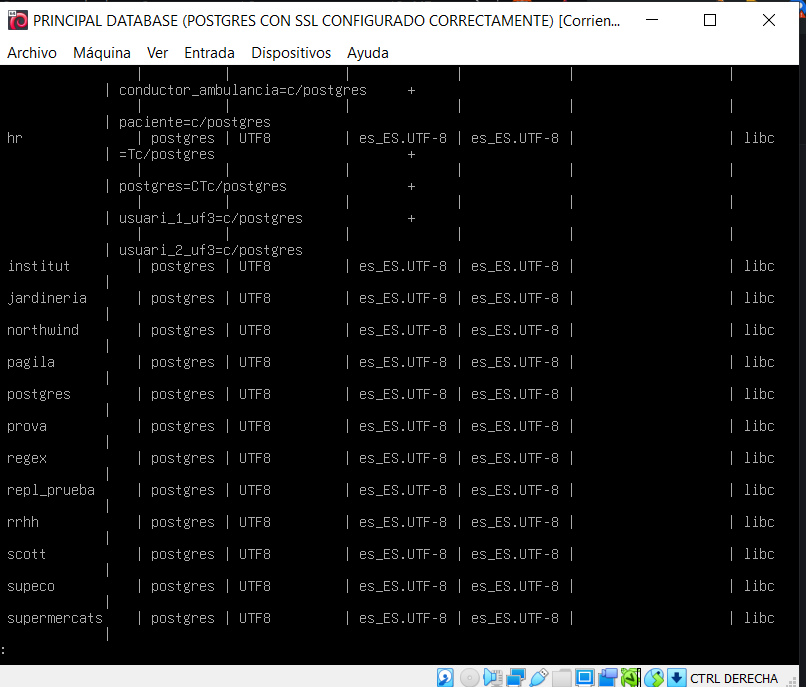 PRINCIPAL DATABASE (POSTGRES CON SSL CONFIGURADO CORRECTAMENTE) [Corrien...
Archivo Máquina Ver Entrada Dispositivos Ayuda
| | | | | |
| conductor_ambulancia=c/postgres +
| | | | | |
| paciente=c/postgres
hr | postgres | UTF8 | es_ES.UTF-8 | es_ES.UTF-8 | | libc
| =Tc/postgres +
| | | | | |
| postgres=CTc/postgres +
| | | | | |
| usuari_1_uf3=c/postgres +
| | | | | |
| usuari_2_uf3=c/postgres
institut | postgres | UTF8 | es_ES.UTF-8 | es_ES.UTF-8 | | libc
|
jardineria | postgres | UTF8 | es_ES.UTF-8 | es_ES.UTF-8 | | libc
|
northwind | postgres | UTF8 | es_ES.UTF-8 | es_ES.UTF-8 | | libc
|
pagila | postgres | UTF8 | es_ES.UTF-8 | es_ES.UTF-8 | | libc
|
postgres | postgres | UTF8 | es_ES.UTF-8 | es_ES.UTF-8 | | libc
|
prova | postgres | UTF8 | es_ES.UTF-8 | es_ES.UTF-8 | | libc
|
regex | postgres | UTF8 | es_ES.UTF-8 | es_ES.UTF-8 | | libc
|
repl_prueba | postgres | UTF8 | es_ES.UTF-8 | es_ES.UTF-8 | | libc
|
rrhh | postgres | UTF8 | es_ES.UTF-8 | es_ES.UTF-8 | | libc
|
scott | postgres | UTF8 | es_ES.UTF-8 | es_ES.UTF-8 | | libc
|
supeco | postgres | UTF8 | es_ES.UTF-8 | es_ES.UTF-8 | | libc
|
supermercats | postgres | UTF8 | es_ES.UTF-8 | es_ES.UTF-8 | | libc
|
:
CTRL DERECHA